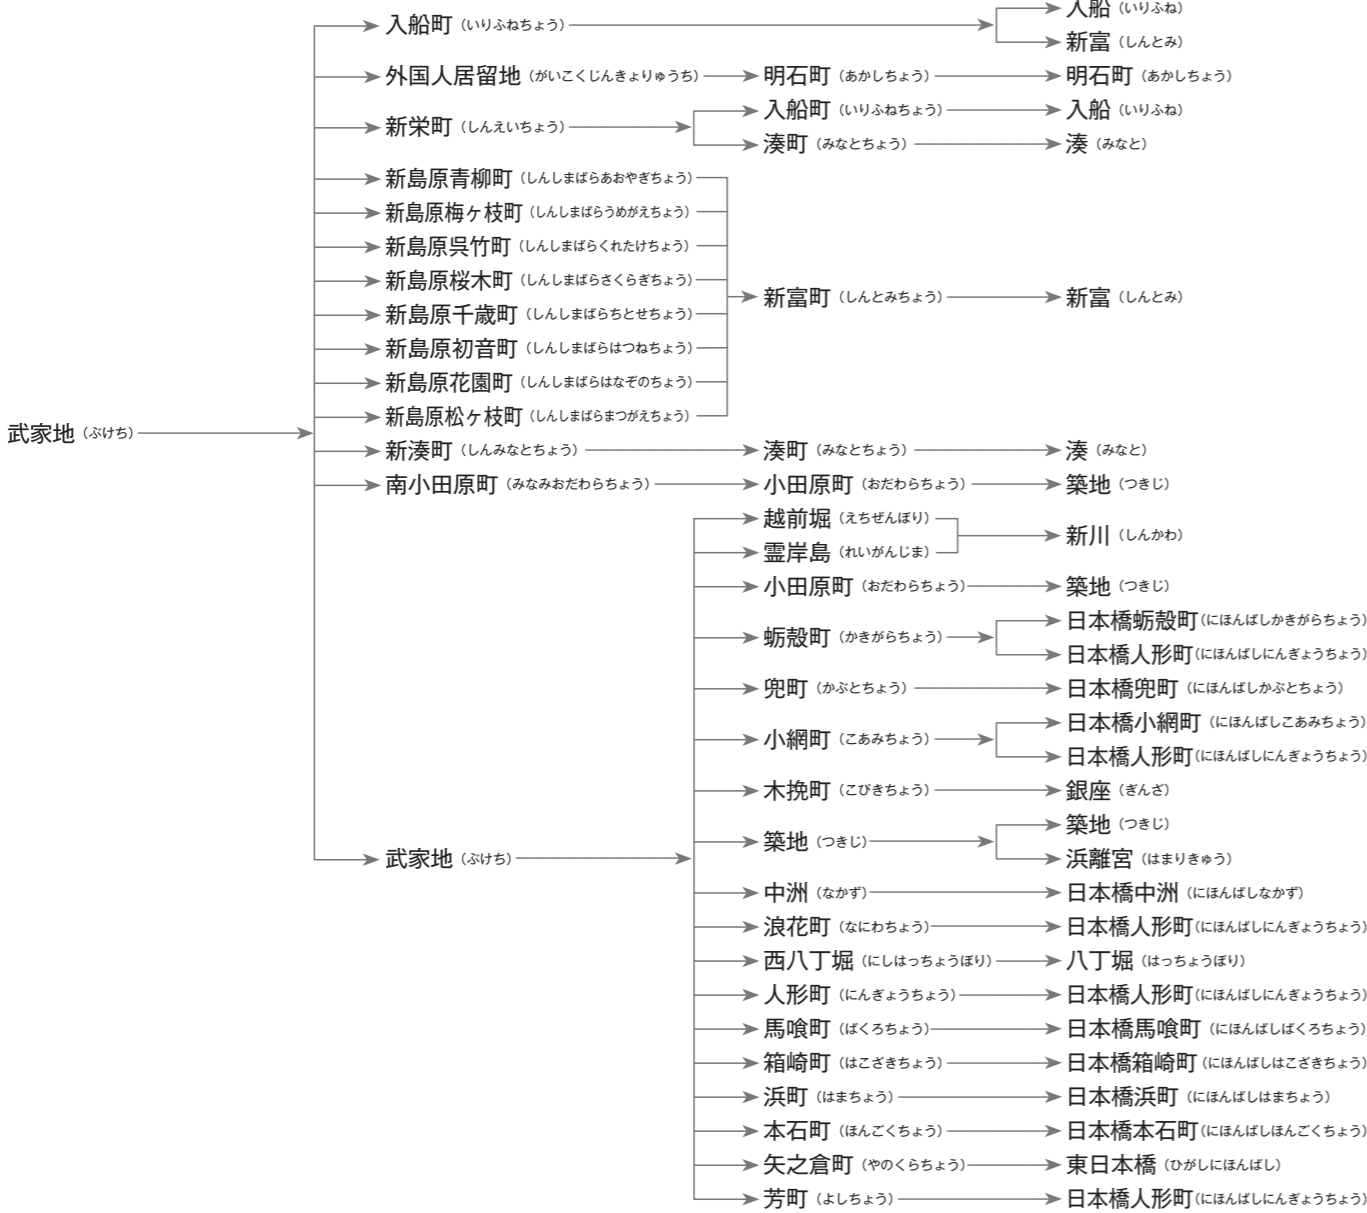 入船(いりふね)
入船町(いりふねちょう)
新富(しんとみ)
外国人居留地(がいこくじんきょりゅうち) 明石町(あかしちょう) 明石町(あかしちょう)
入船町(いりふねちょう) 入船(いりふね)
新栄町(しんえいちょう)
湊町(みなとちょう) 湊(みなと)
新島原青柳町(しんしまばらあおやぎちょう)
新島原梅ヶ枝町(しんしまばらうめがえちょう)
新島原呉竹町(しんしまばらくれたけちょう)
新島原桜木町(しんしまばらさくらぎちょう)
新富町(しんとみちょう) 新富(しんとみ)
新島原千歳町(しんしまばらちとせちょう)
新島原初音町(しんしまばらはつねちょう)
新島原花園町(しんしまばらはなぞのちょう)
新島原松ヶ枝町(しんしまばらまつがえちょう)
武家地(ぶけち)
新湊町(しんみなとちょう) 湊町(みなとちょう) 湊(みなと)
南小田原町(みなみおだわらちょう) 小田原町(おだわらちょう) 築地(つきじ)
越前堀(えちぜんぼり)
新川(しんかわ)
霊岸島(れいがんじま)
小田原町(おだわらちょう) 築地(つきじ)
日本橋蛎殻町(にほんばしかきがらちょう)
蛎殻町(かきがらちょう)
日本橋人形町(にほんばしにんぎょうちょう)
兜町(かぶとちょう) 日本橋兜町(にほんばしかぶとちょう)
日本橋小網町(にほんばしこあみちょう)
小網町(こあみちょう)
日本橋人形町(にほんばしにんぎょうちょう)
木挽町(こびきちょう) 銀座(ぎんざ)
築地(つきじ)
築地(つきじ)
武家地(ぶけち) 浜離宮(はまりきゅう)
中洲(なかず) 日本橋中洲(にほんばしなかず)
浪花町(なにわちょう) 日本橋人形町(にほんばしにんぎょうちょう)
西八丁堀(にしはっちょうぼり) 八丁堀(はっちょうぼり)
人形町(にんぎょうちょう) 日本橋人形町(にほんばしにんぎょうちょう)
馬喰町(ばくろちょう) 日本橋馬喰町(にほんばしばくろちょう)
箱崎町(はこざきちょう) 日本橋箱崎町(にほんばしはこざきちょう)
浜町(はまちょう) 日本橋浜町(にほんばしはまちょう)
本石町(ほんごくちょう) 日本橋本石町(にほんばしほんごくちょう)
矢之倉町(やのくらちょう) 東日本橋(ひがしにほんばし)
芳町(よしちょう) 日本橋人形町(にほんばしにんぎょうちょう)